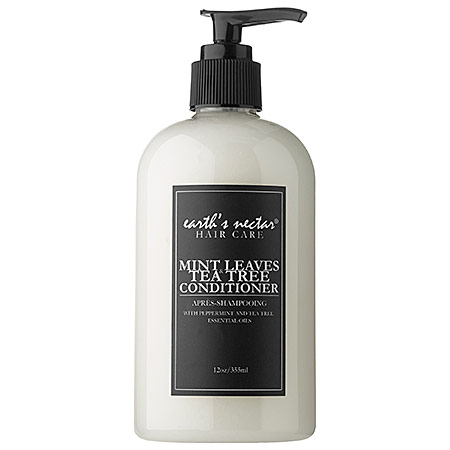 earth's nectar®
HAIR CARE
MINT LEAVES
&
TEA TREE
CONDITIONER
APRÈS-SHAMPOOING
WITH PEPPERMINT AND TEA TREE
ESSENTIAL OILS
12oz/355ml